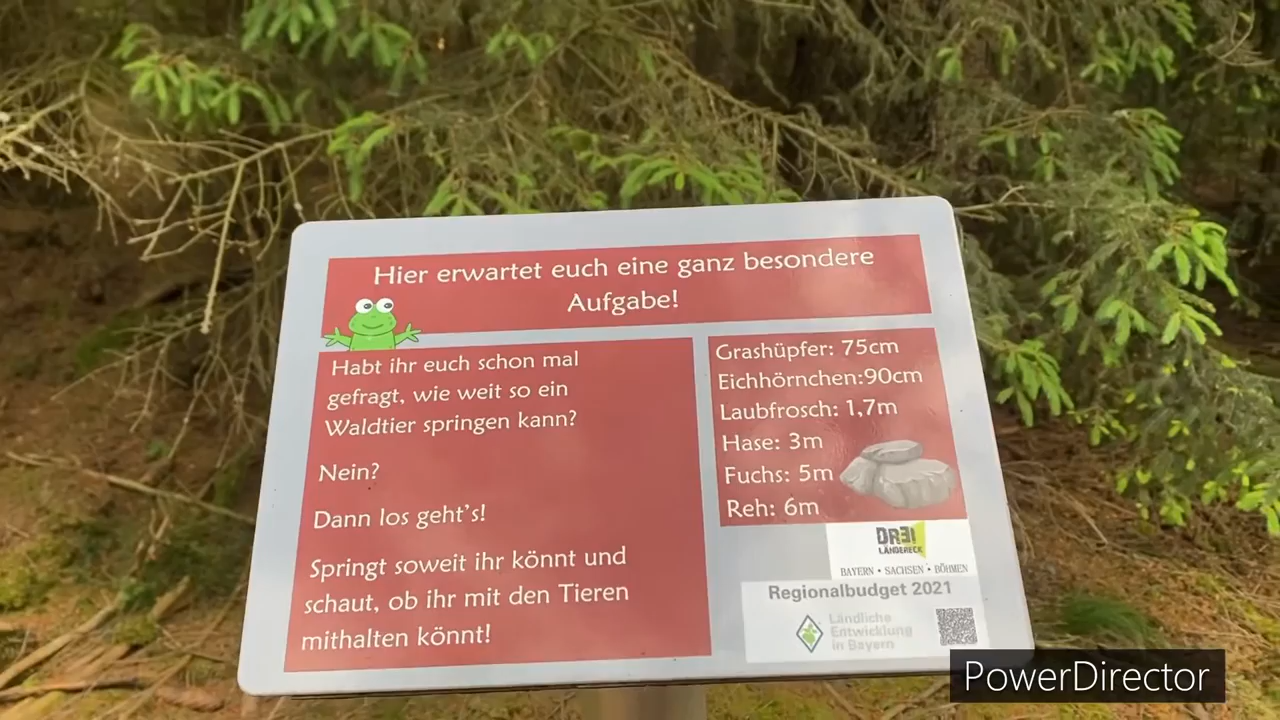 Hier erwartet euch eine ganz besondere
Aufgabe!
Habt ihr euch schon mal
gefragt, wie weit so ein
Waldtier springen kann?
Nein?
Dann los geht's!
Springt soweit ihr könnt und
schaut, ob ihr mit den Tieren
mithalten könnt!
Grashüpfer: 75cm
Eichhörnchen:90cm
Laubfrosch: 1,7m
Hase: 3m
Fuchs: 5m
Reh: 6m
DREI
LÄNDERECK
BAYERN • SACHSEN • BÖHMEN
Regionalbudget 2021
Ländliche
Entwicklung
in Bayern
PowerDirector